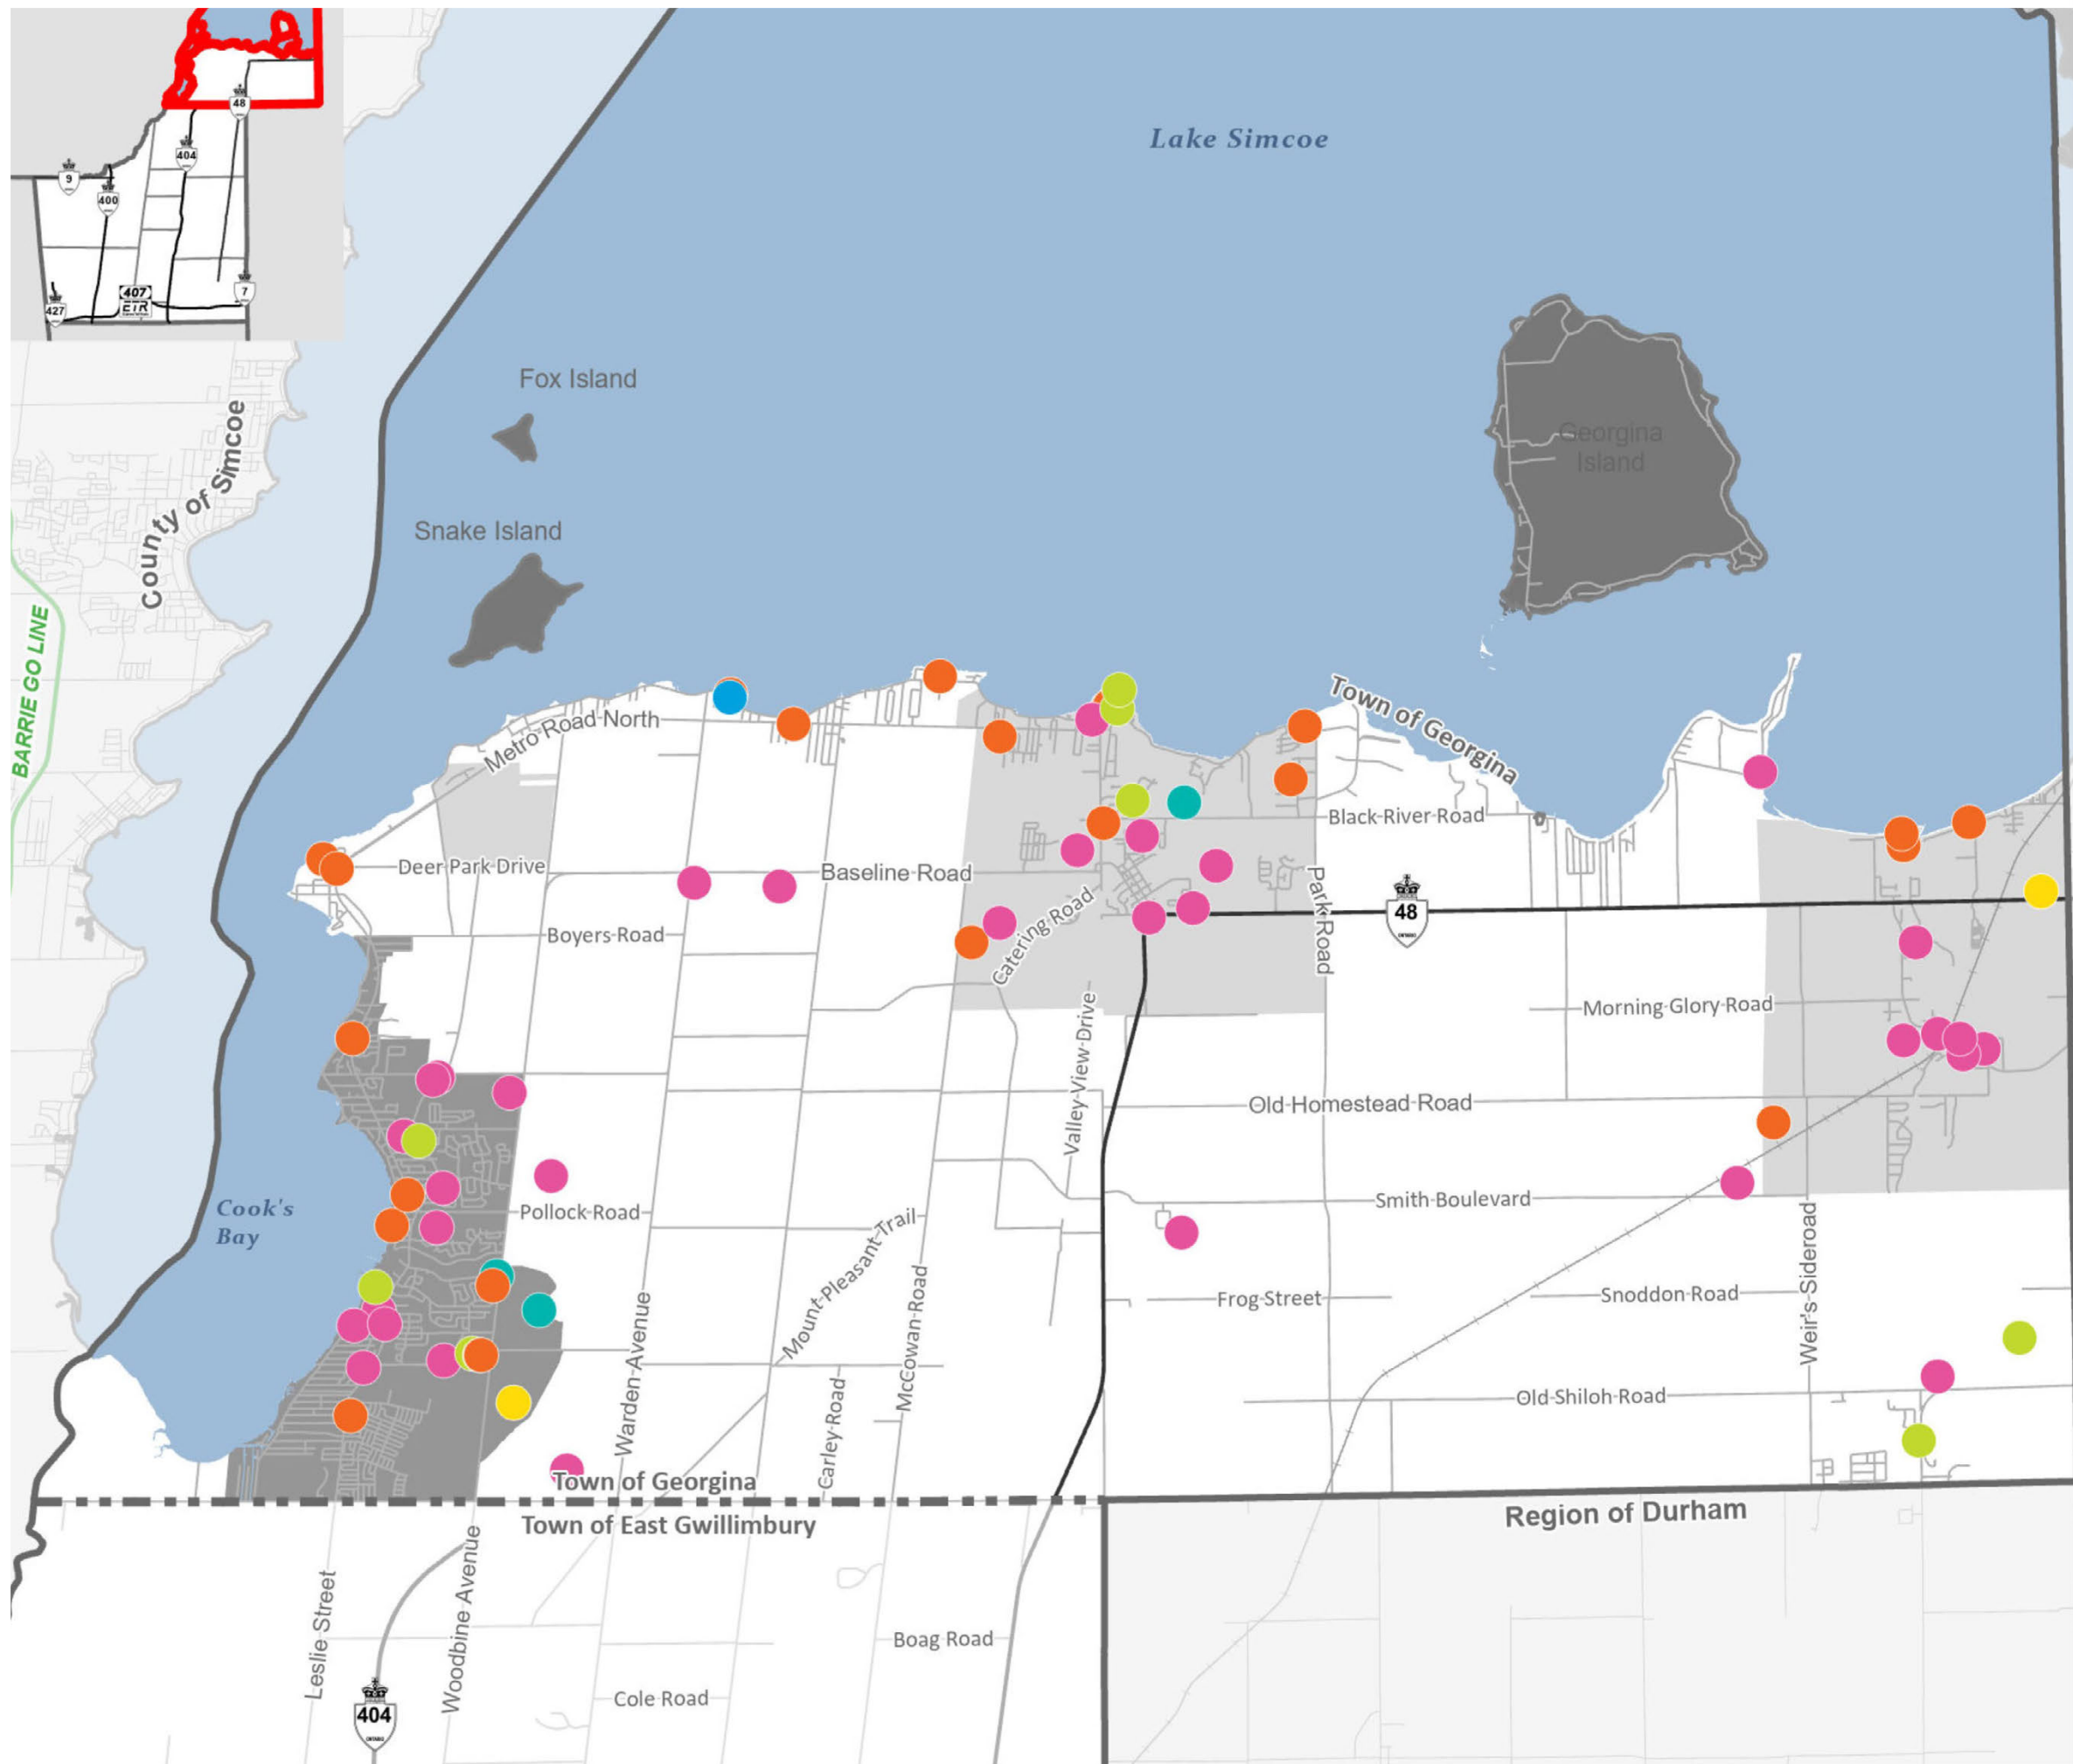 48
404
9
400
407
ETR
7
427
Lake Simcoe
Fox Island
Georgina
Island
County of Simcoe
Snake Island
BARRIE GO LINE
Town of Georgina
Metro Road North
Black River Road
Deer Park Drive
Baseline Road
Park Road
48
ONTARIO
Catering Road
Boyers Road
Morning Glory Road
Valley View Drive
Old Homestead Road
Cook's
Bay
Pollock Road
Smith Boulevard
Mount Pleasant Trail
Weir's Sideroad
McCowan Road
Frog Street
Snoddon Road
Warden Avenue
Carley Road
Old Shiloh Road
Town of Georgina
Town of East Gwillimbury
Region of Durham
Leslie Street
Woodbine Avenue
Boag Road
Cole Road
404
ONTARIO